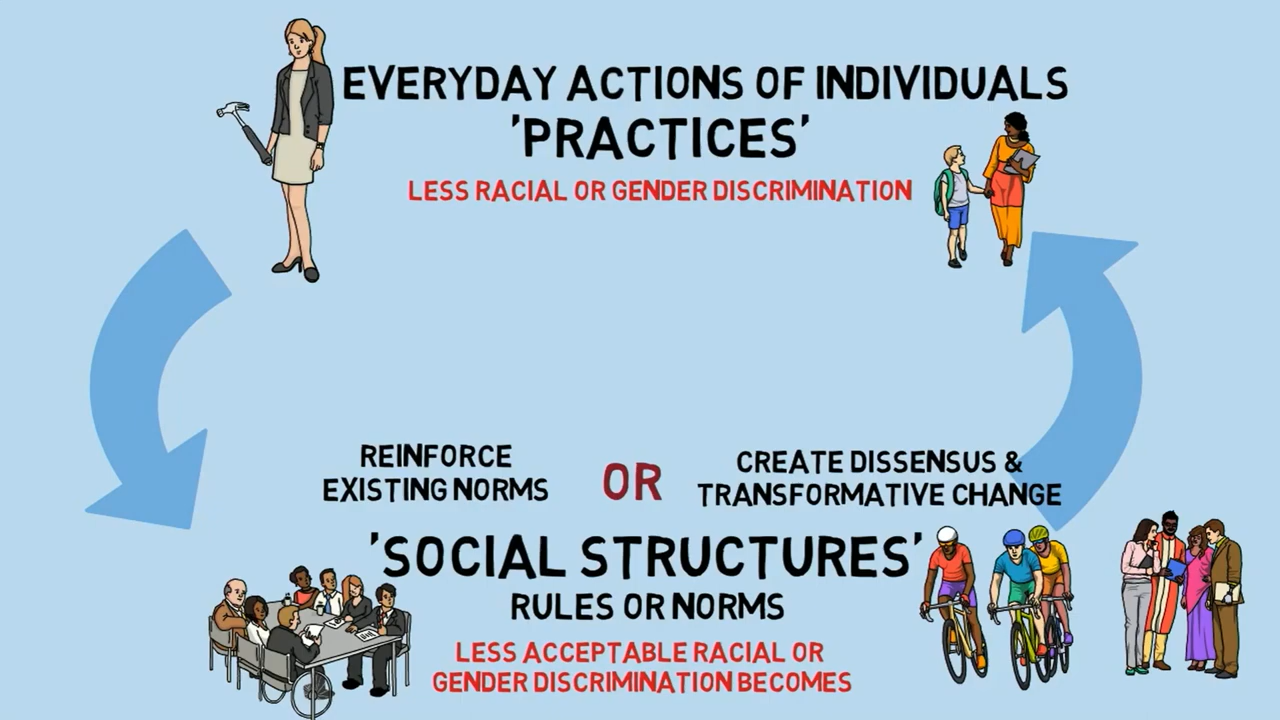 EVERYDAY ACTIONS OF INDIVIDUALS
'PRACTICES'
LESS RACIAL OR GENDER DISCRIMINATION
REINFORCE
EXISTING NORMS
OR
CREATE DISSENSUS &
TRANSFORMATIVE CHANGE
'SOCIAL STRUCTURES'
RULES OR NORMS
LESS ACCEPTABLE RACIAL OR
GENDER DISCRIMINATION BECOMES